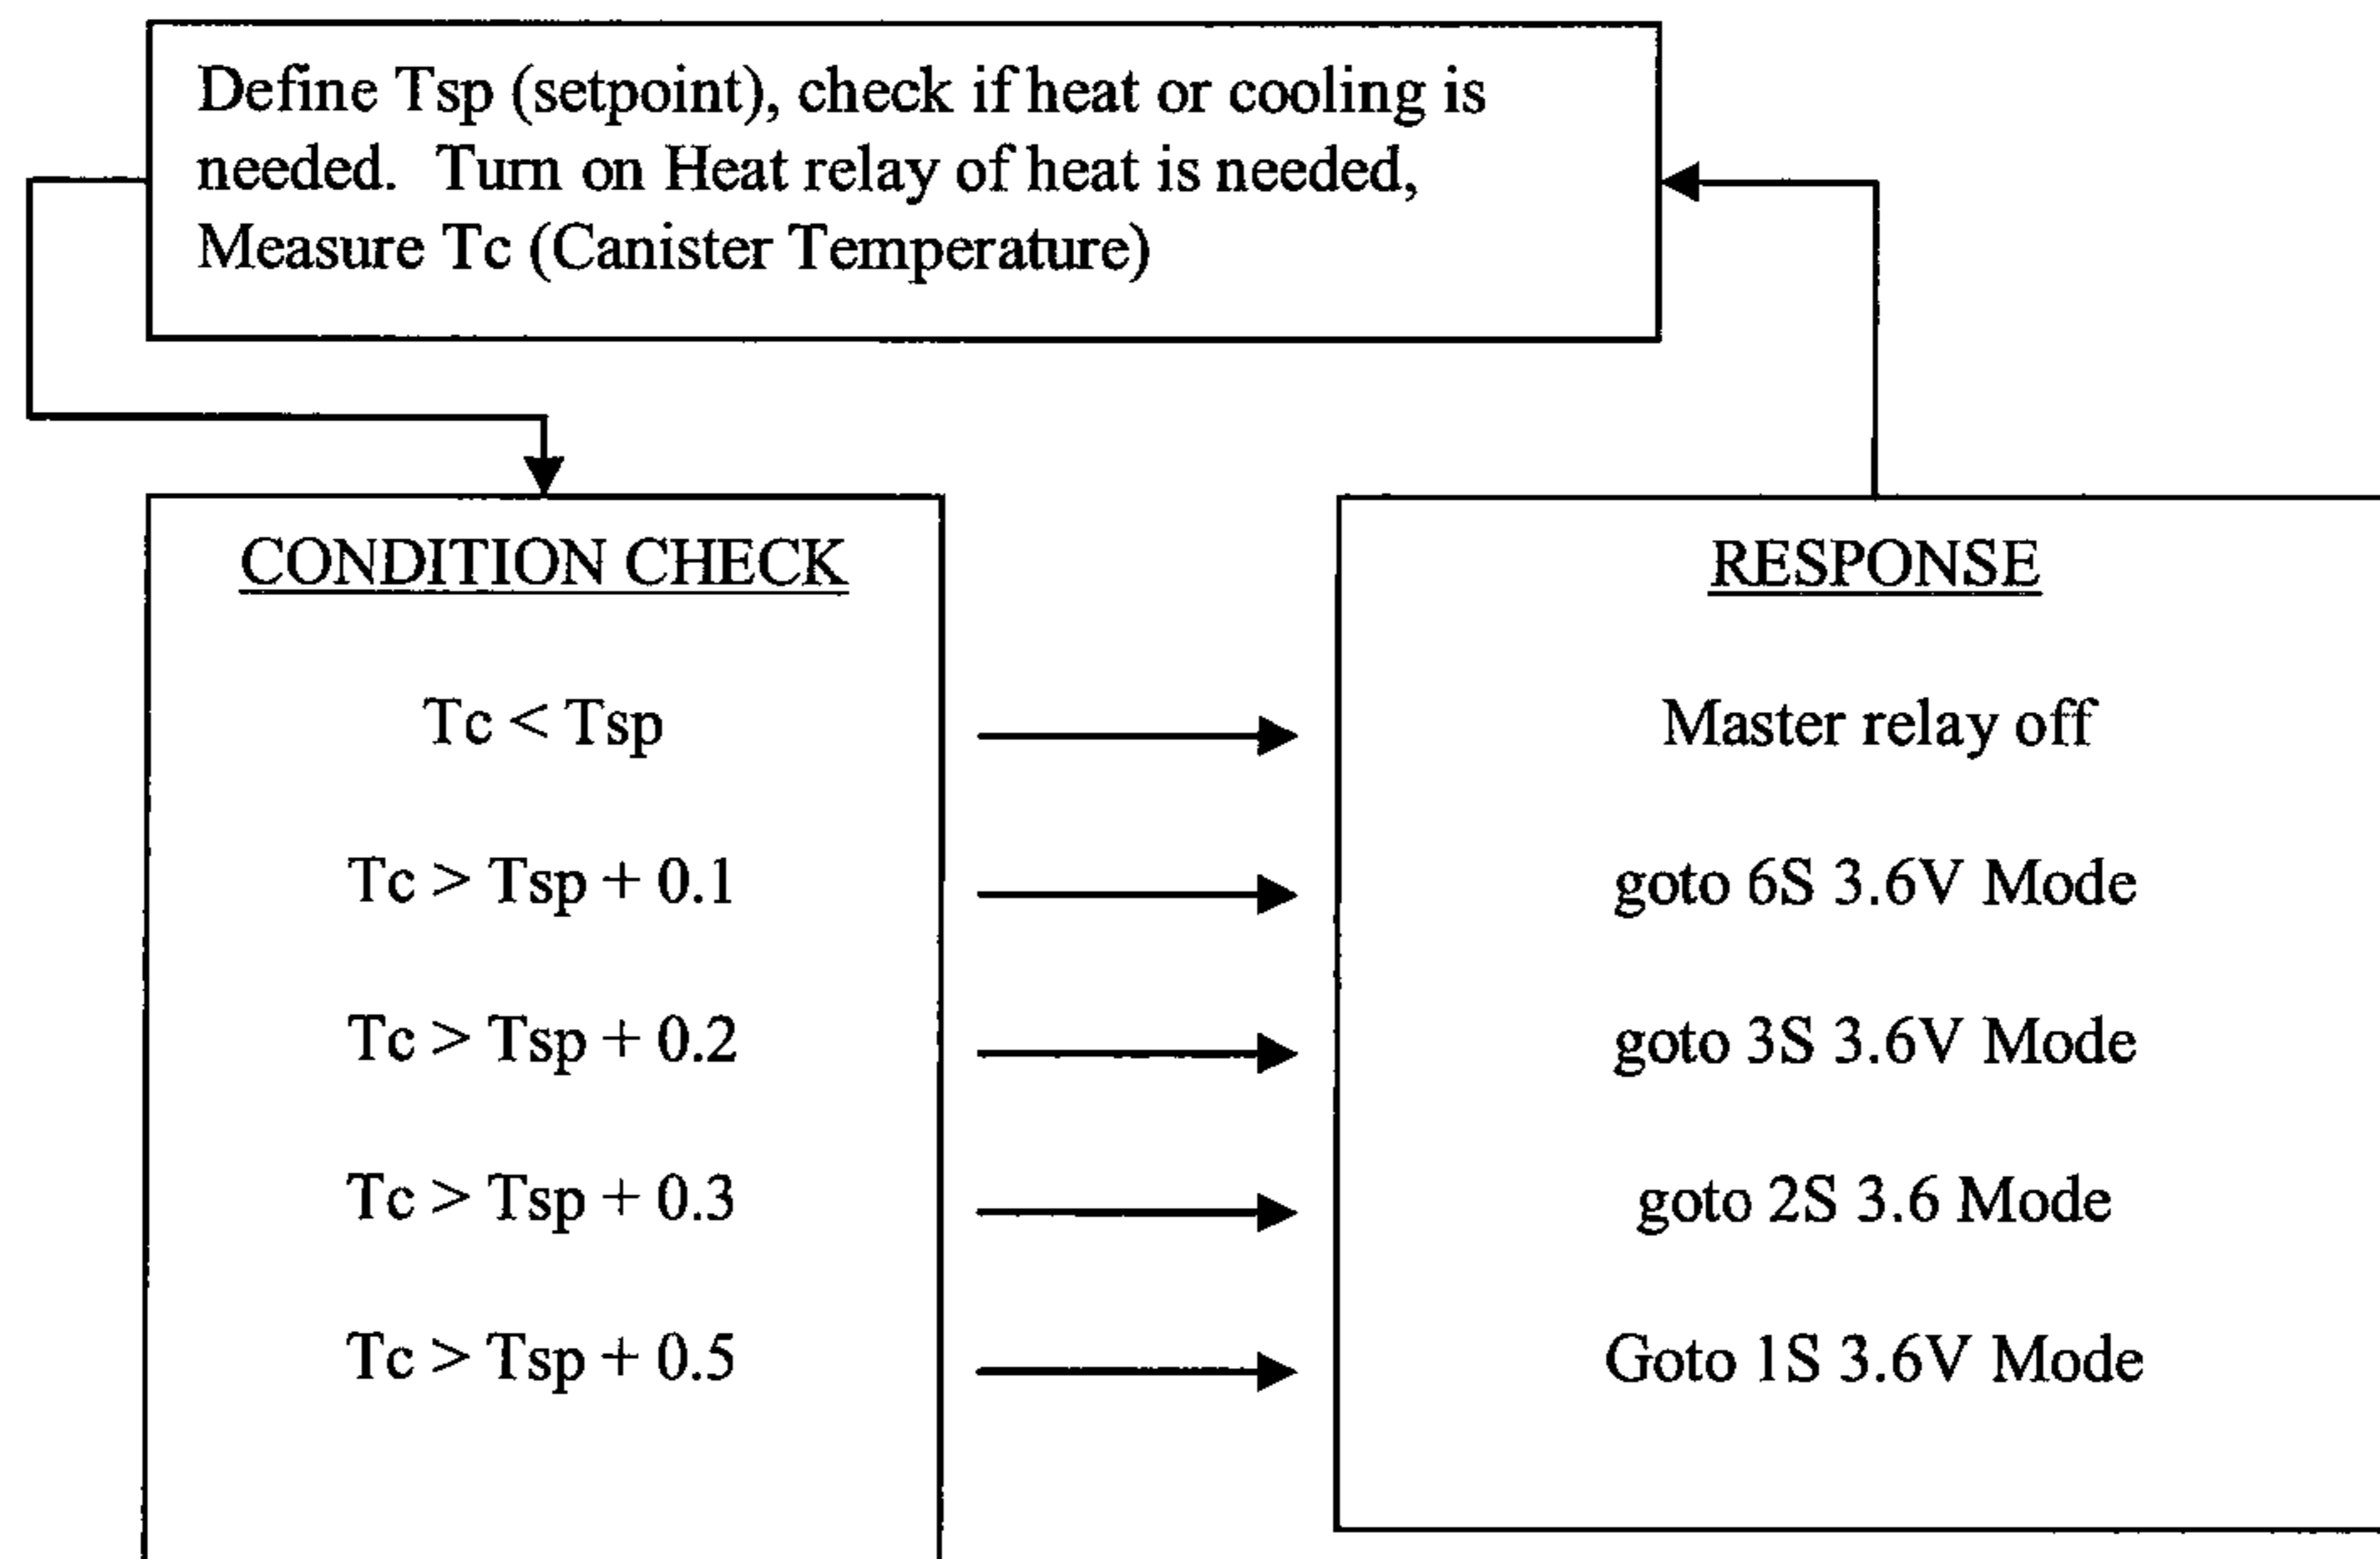 Define Tsp (setpoint), check if heat or cooling is
needed. Turn on Heat relay of heat is needed,
Measure Tc (Canister Temperature)
CONDITION CHECK
Tc < Tsp
Tc > Tsp + 0.1
Tc > Tsp + 0.2
Tc > Tsp + 0.3
Tc > Tsp + 0.5
RESPONSE
Master relay off
goto 6S 3.6V Mode
goto 3S 3.6V Mode
goto 2S 3.6 Mode
Goto 1S 3.6V Mode